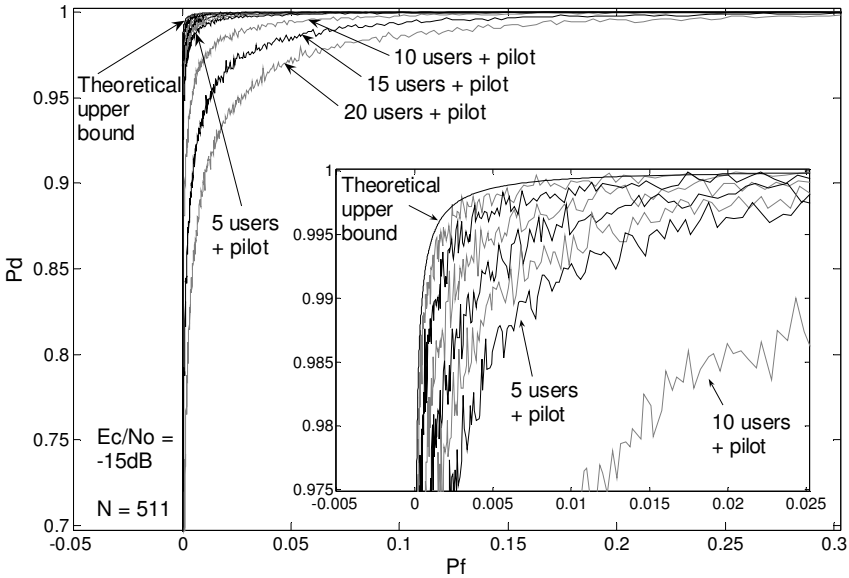 1
0.95
0.9
0.85
0.8
0.75
0.7
Pd
-0.05
0
0.05
0.1
0.15
0.2
0.25
0.3
Pf
Theoretical
upper
bound
10 users + pilot
15 users + pilot
20 users + pilot
5 users
+ pilot
Ec/No =
-15dB
N = 511
1
0.995
0.99
0.985
0.98
0.975
-0.005
0
0.005
0.01
0.015
0.02
0.025
Theoretical
upper
bound
5 users
+ pilot
10 users
+ pilot